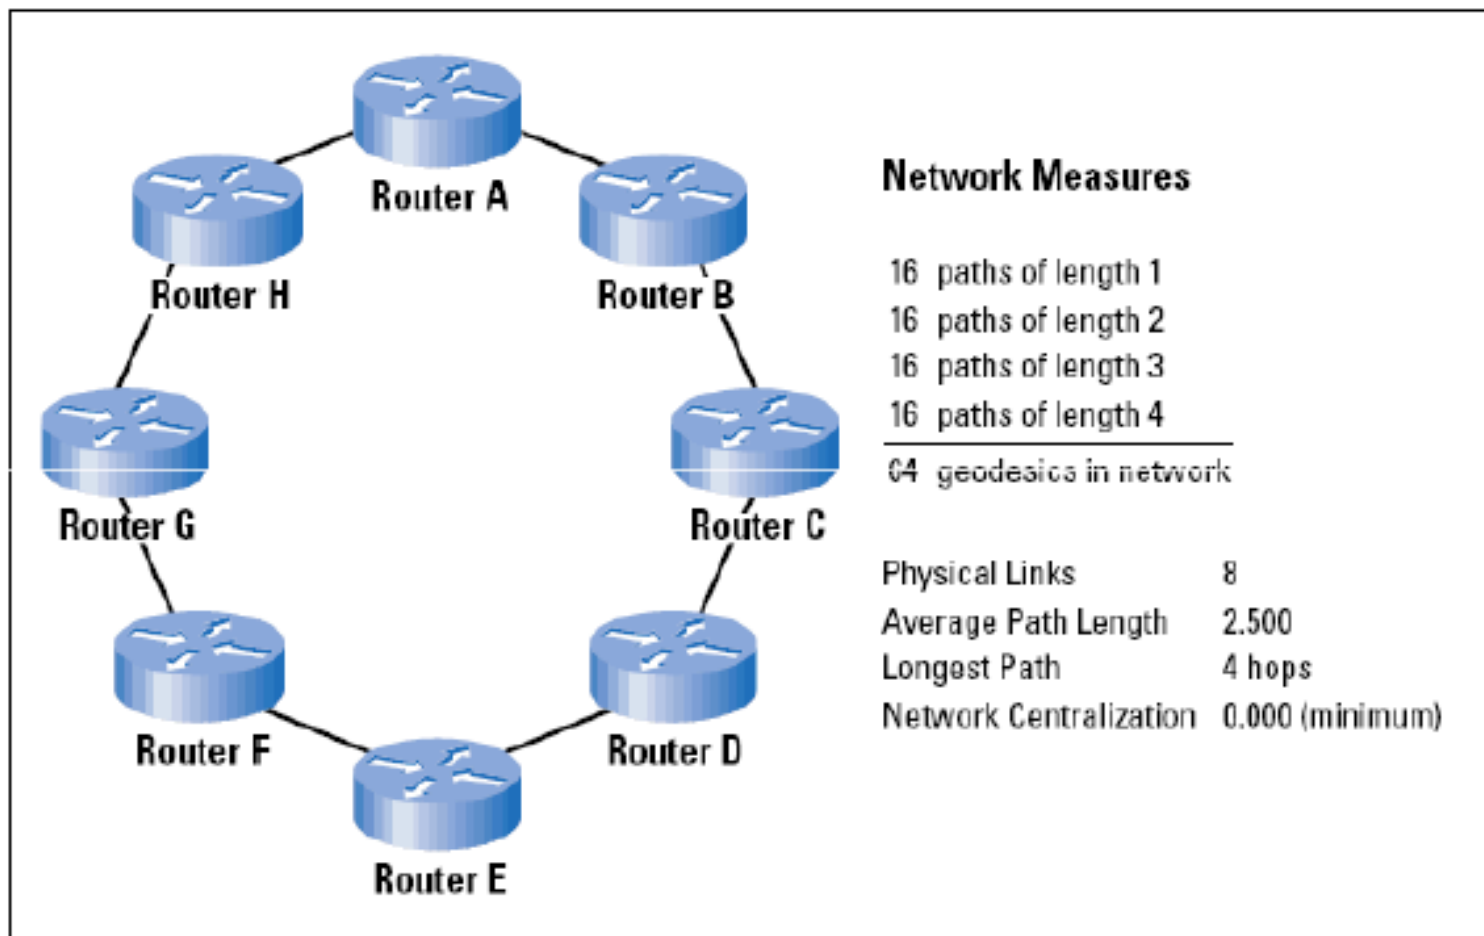 Router A
Router H
Router B
Router G
Router C
Router F
Router D
Router E
Network Measures
16 paths of length 1
16 paths of length 2
16 paths of length 3
16 paths of length 4
64 geodesics in network
Physical Links 8
Average Path Length 2.500
Longest Path 4 hops
Network Centralization 0.000 (minimum)